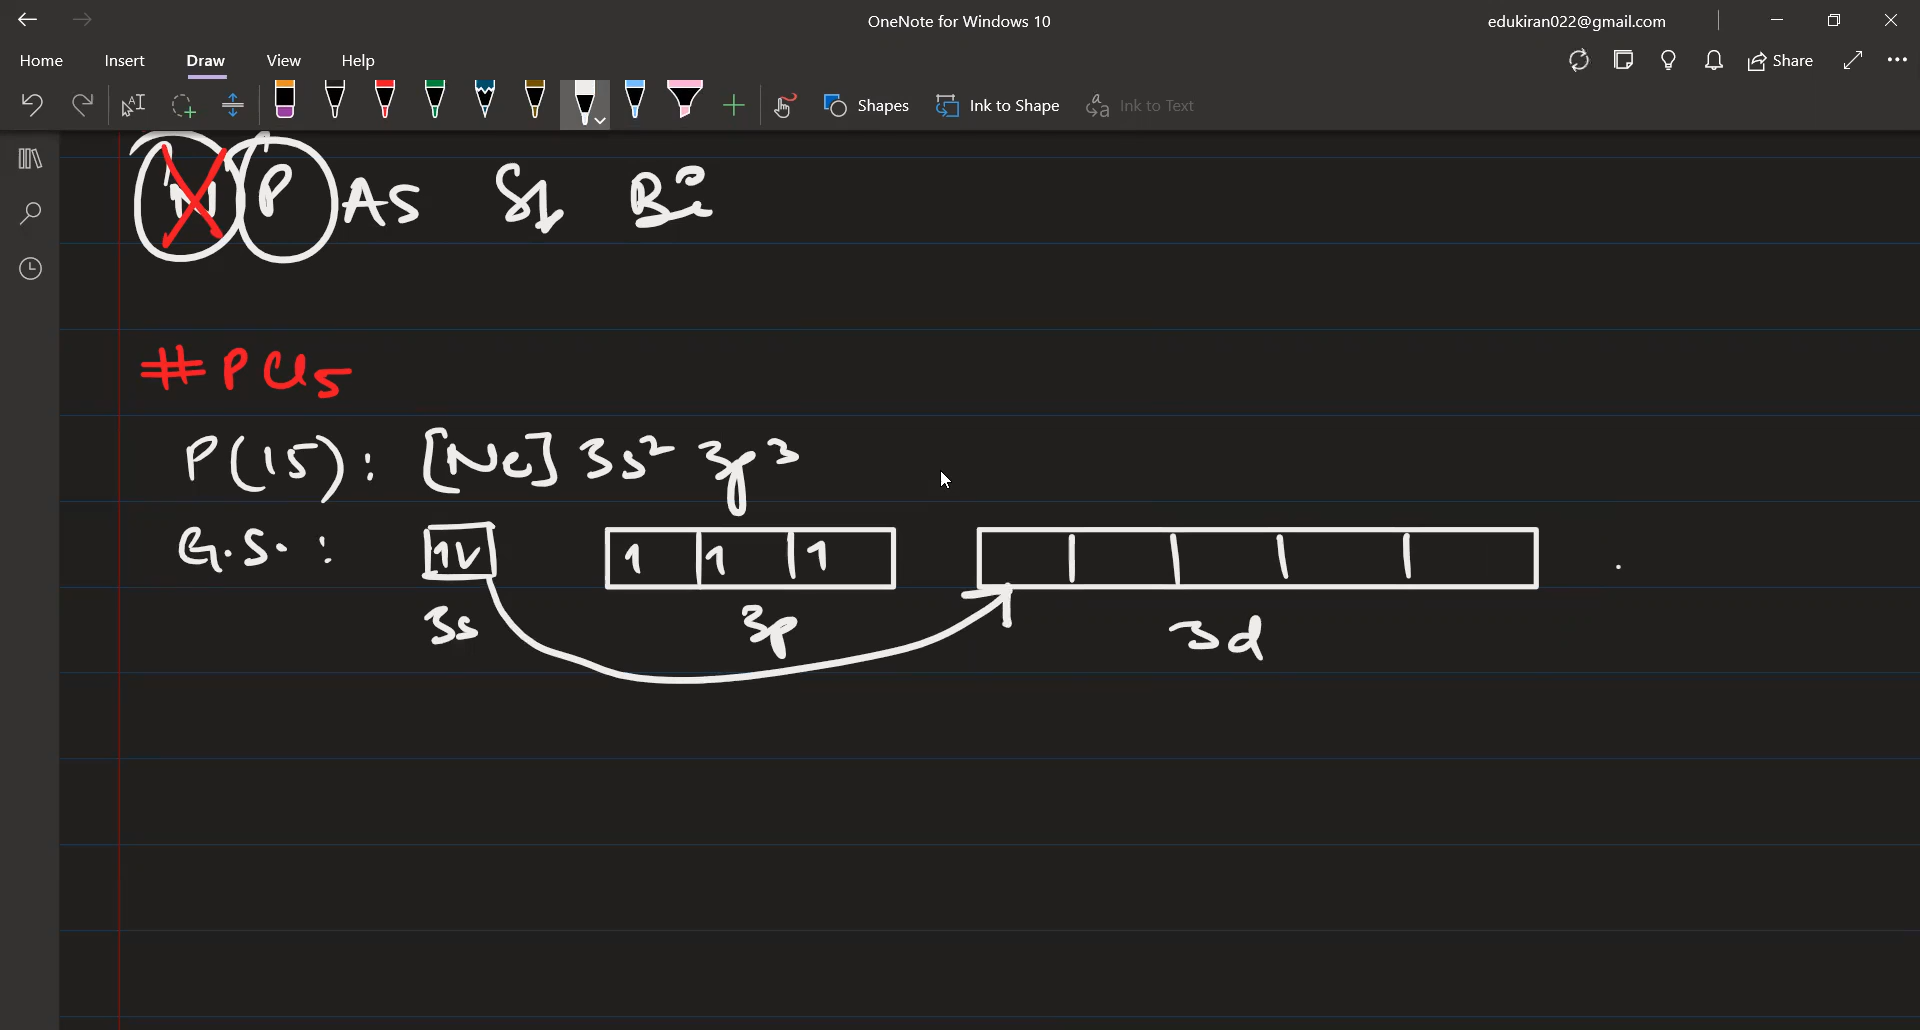 OneNote for Windows 10
edukiran022@gmail.com
Home Insert Draw View Help
Share
Shapes Ink to Shape Ink to Text
N P As Sb Bi
# PCl5
P(15): [Ne] 3s² 3p³
G.S. : 1V 1 1 1
3s 3p 3d